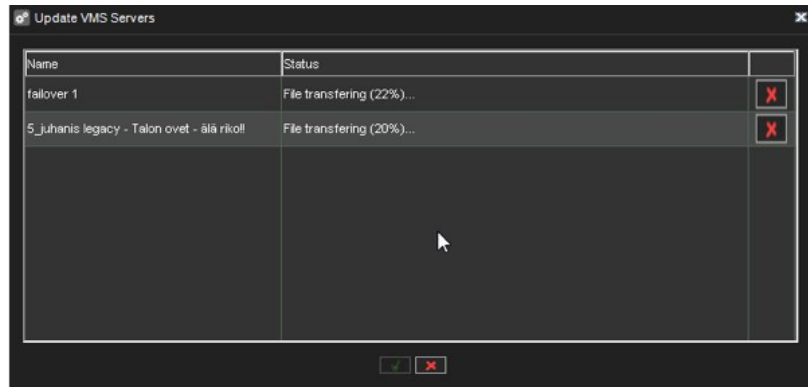 Update VMS Servers
Name Status
failover 1 File transfering (22%)...
5_juhanis legacy - Talon ovet - älä riko!! File transfering (20%)...